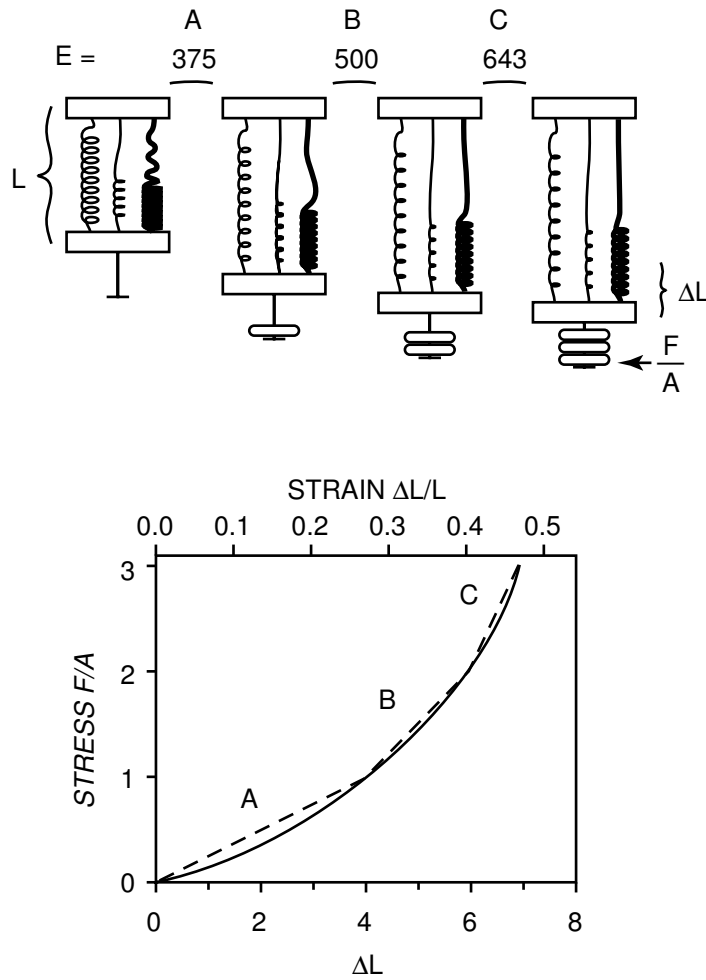 A B C
E = 375 500 643
L
ΔL
F
A
STRAIN ΔL/L
0.0 0.1 0.2 0.3 0.4 0.5
3
C
2
B
STRESS F/A
1
A
0
0 2 4 6 8
ΔL